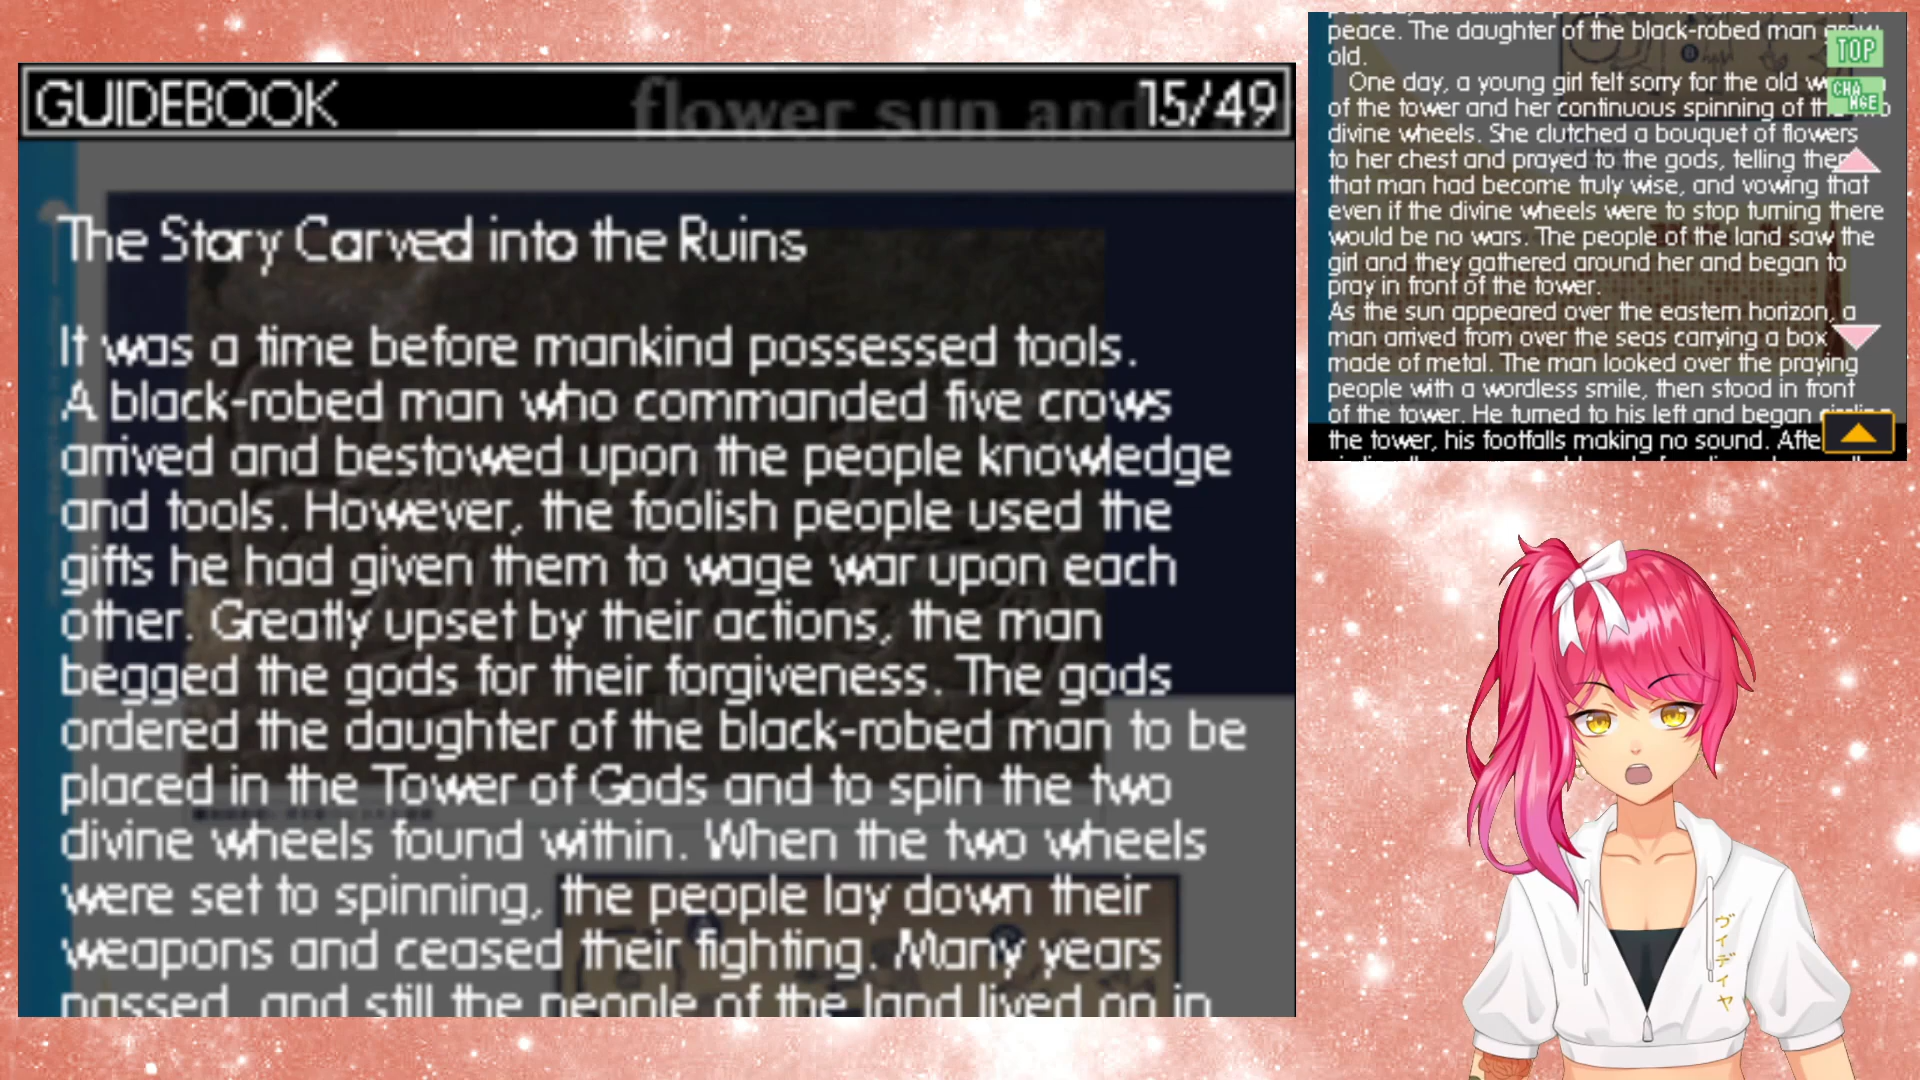 GUIDEBOOK
flower sun and
15/49
The Story Carved into the Ruins
It was a time before mankind possessed tools.
A black-robed man who commanded five crows
arrived and bestowed upon the people knowledge
and tools. However, the foolish people used the
gifts he had given them to wage war upon each
other. Greatly upset by their actions, the man
begged the gods for their forgiveness. The gods
ordered the daughter of the black-robed man to be
placed in the Tower of Gods and to spin the two
divine wheels found within. When the two wheels
were set to spinning, the people lay down their
weapons and ceased their fighting. Many years
passed, and still the people of the land lived on in
peace. The daughter of the black-robed man grew
old.
One day, a young girl felt sorry for the old
of the tower and her continuous spinning of the
divine wheels. She clutched a bouquet of flowers
to her chest and prayed to the gods, telling them
that man had become truly wise, and vowing that
even if the divine wheels were to stop turning there
would be no wars. The people of the land saw the
girl and they gathered around her and began to
pray in front of the tower.
As the sun appeared over the eastern horizon, a
man arrived from over the seas carrying a box
made of metal. The man looked over the praying
people with a wordless smile, then stood in front
of the tower. He turned to his left and began circling
the tower, his footfalls making no sound. Afte
TOP
CHA
NGE
ヴィディヤ